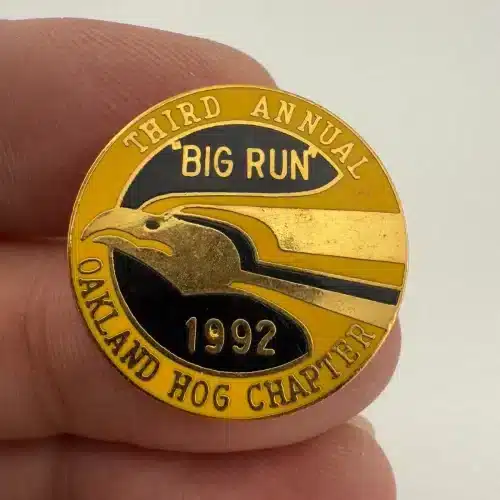 THIRD ANNUAL
"BIG RUN"
1992
OAKLAND HOG CHAPTER